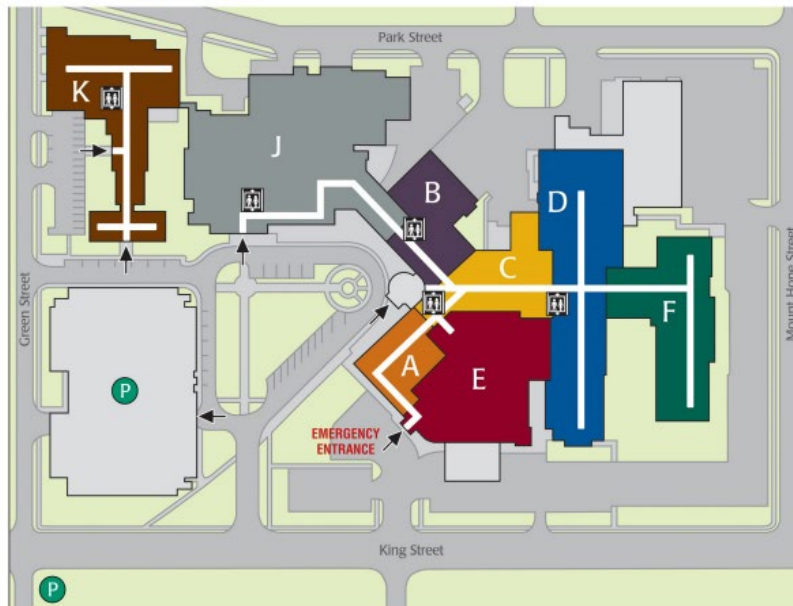 Park Street
K
J
B
D
C
F
A
E
Green Street
Mount Hope Street
P
EMERGENCY
ENTRANCE
King Street
P